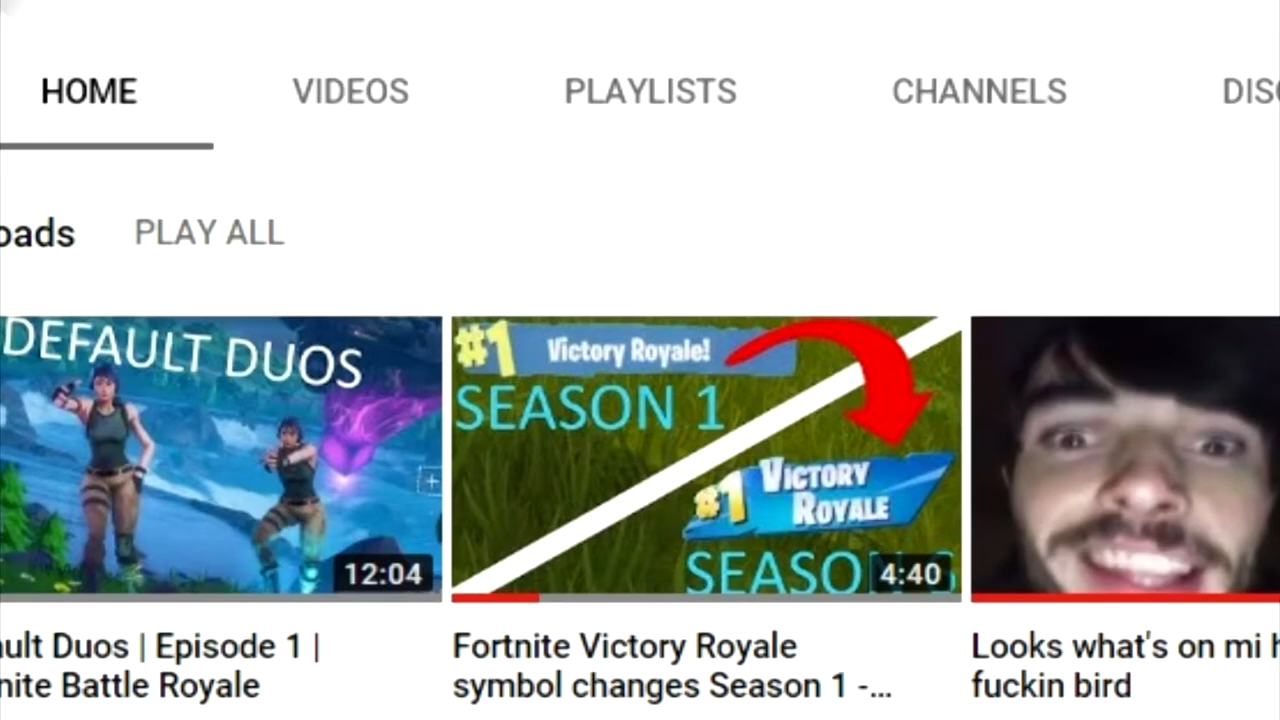 HOME VIDEOS PLAYLISTS CHANNELS DISC
oads PLAY ALL
DEFAULT DUOS
12:04
#1 Victory Royale!
SEASON 1
#1 VICTORY
ROYALE
SEASO
4:40
ult Duos | Episode 1 |
nite Battle Royale
Fortnite Victory Royale
symbol changes Season 1 -...
Looks what's on mi h
fuckin bird